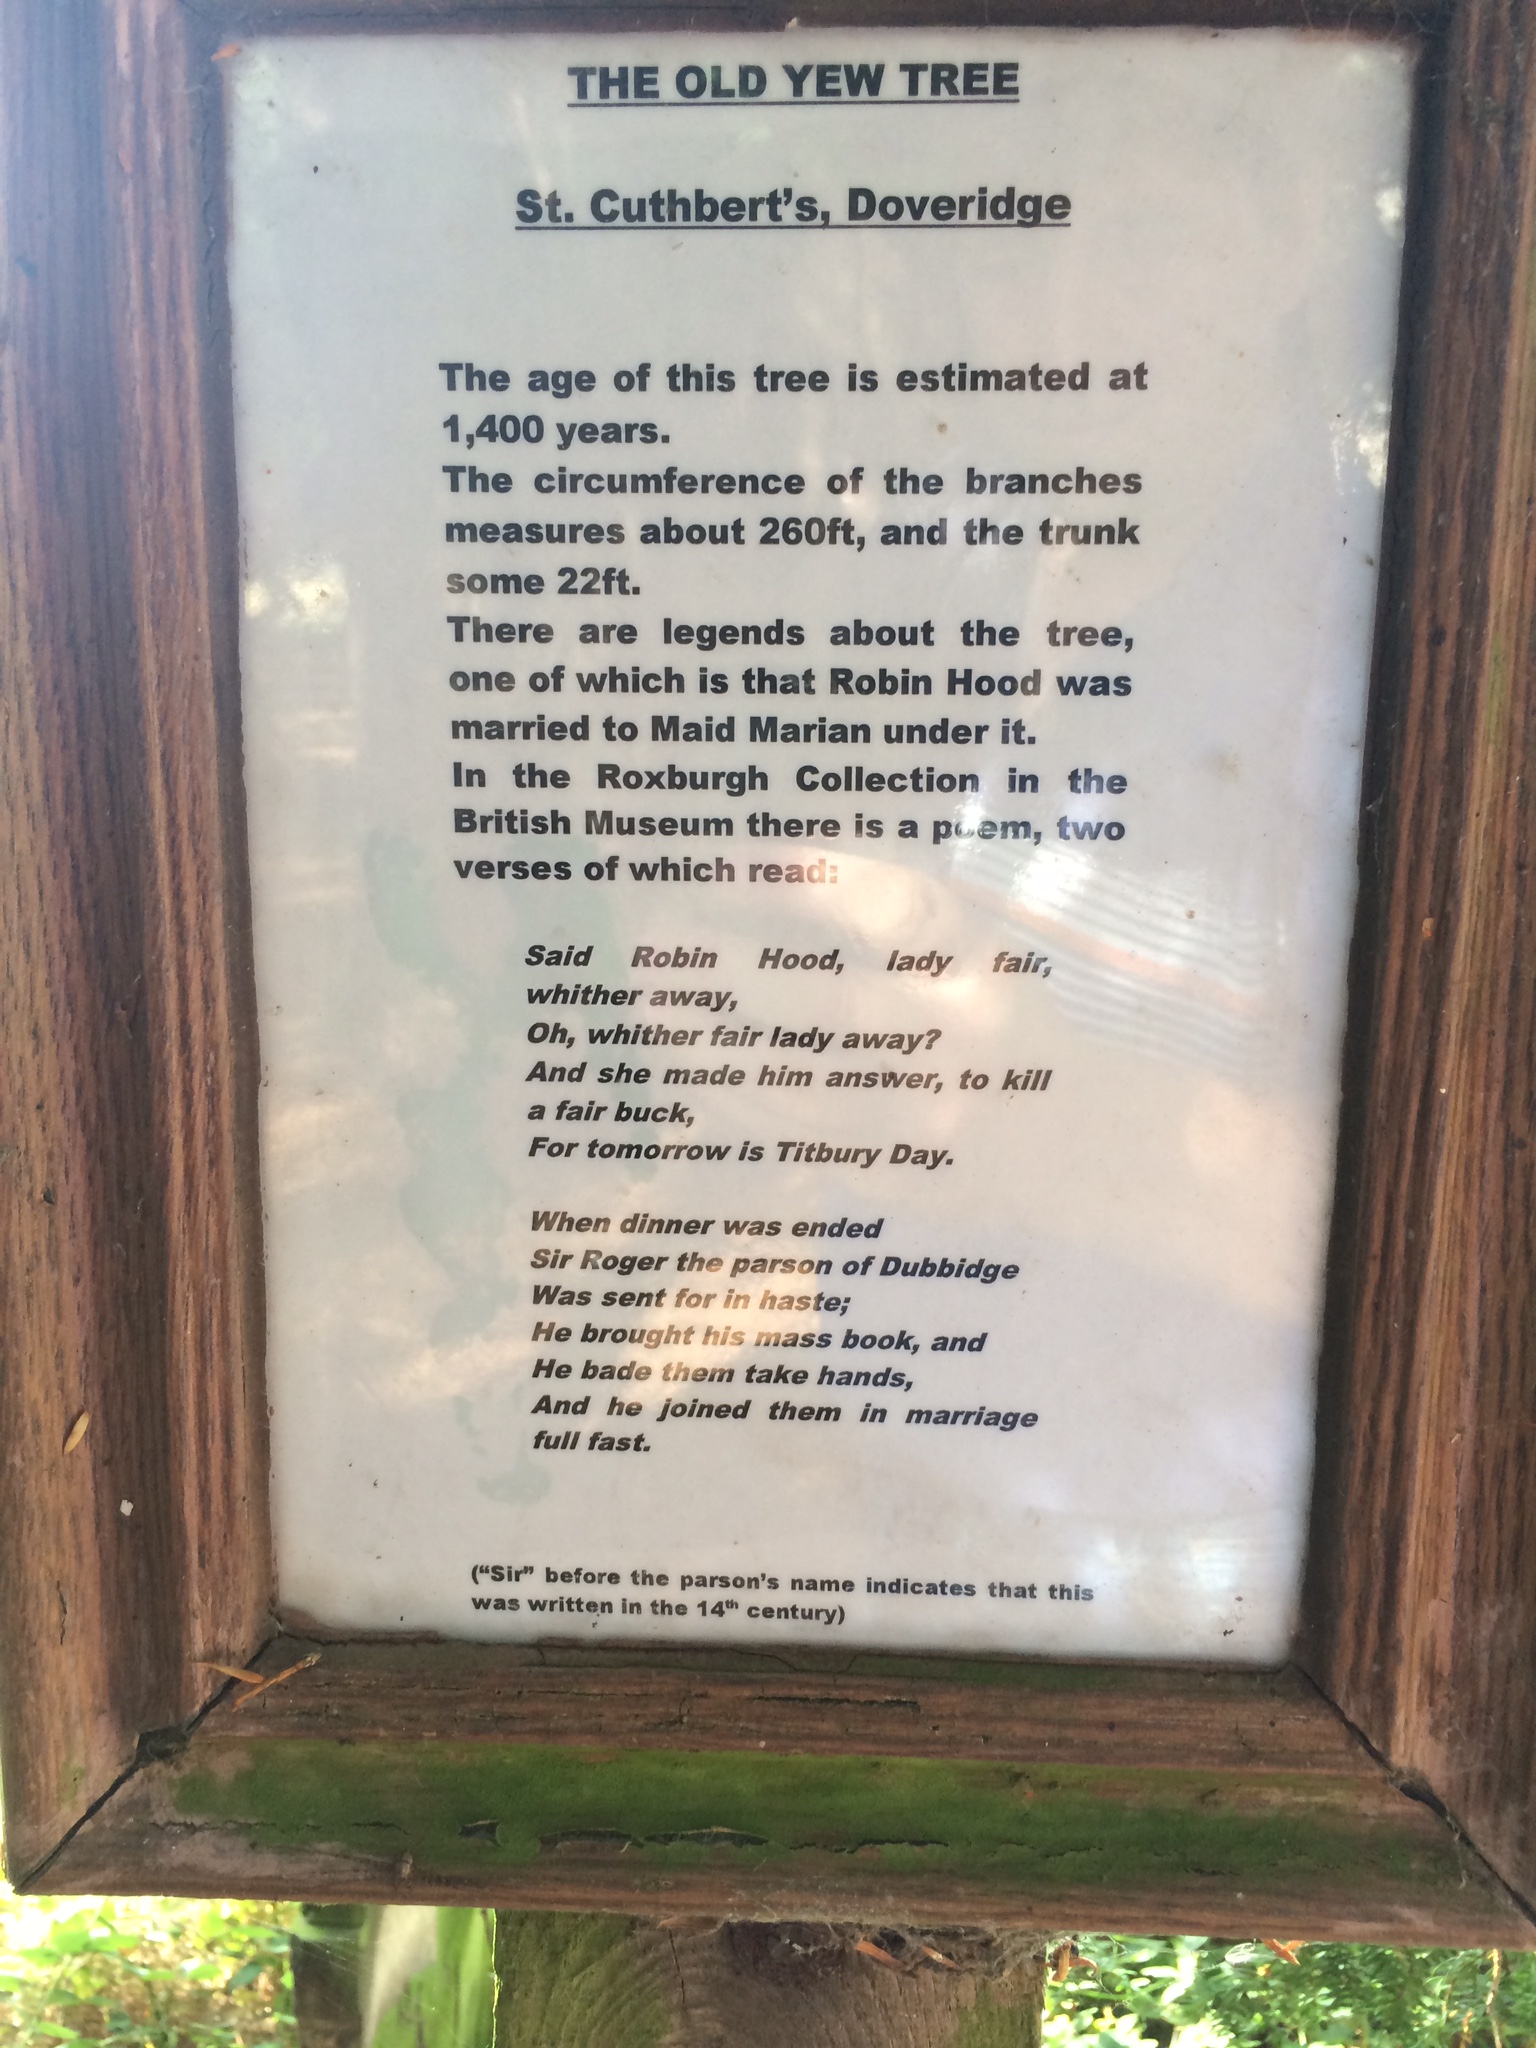 THE OLD YEW TREE
St. Cuthbert's, Doveridge
The age of this tree is estimated at
1,400 years.
The circumference of the branches
measures about 260ft, and the trunk
some 22ft.
There are legends about the tree,
one of which is that Robin Hood was
married to Maid Marian under it.
In the Roxburgh Collection in the
British Museum there is a poem, two
verses of which read:
Said Robin Hood, lady fair,
whither away,
Oh, whither fair lady away?
And she made him answer, to kill
a fair buck,
For tomorrow is Titbury Day.
When dinner was ended
Sir Roger the parson of Dubbidge
Was sent for in haste;
He brought his mass book, and
He bade them take hands,
And he joined them in marriage
full fast.
("Sir" before the parson's name indicates that this
was written in the 14th century)